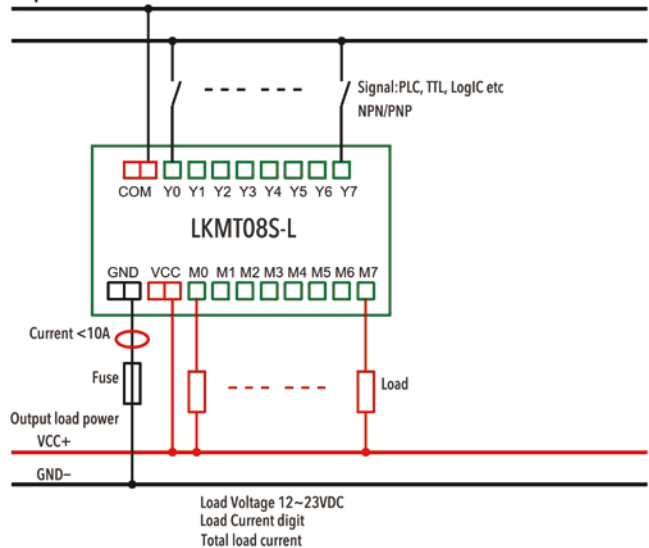 Signal:PLC, TTL, LogIC etc
NPN/PNP
COM Y0 Y1 Y2 Y3 Y4 Y5 Y6 Y7
LKMT08S-L
GND VCC M0 M1 M2 M3 M4 M5 M6 M7
Current <10A
Fuse
Load
Output load power
VCC+
GND−
Load Voltage 12~23VDC
Load Current digit
Total load current